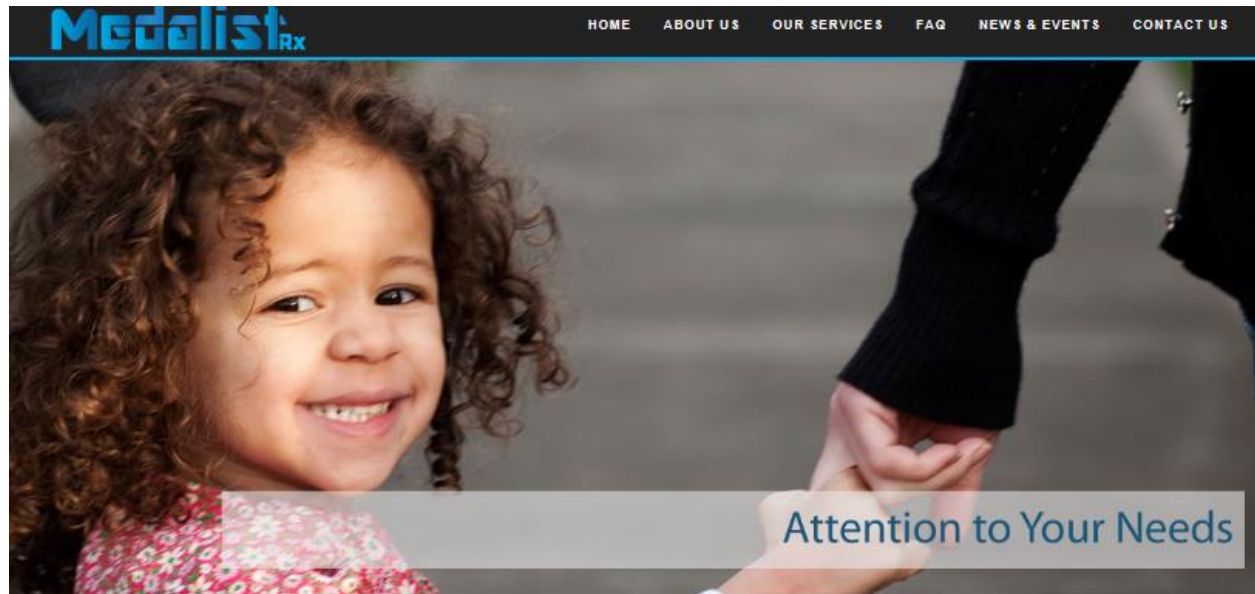 Medalist Rx
HOME ABOUT US OUR SERVICES FAQ NEWS & EVENTS CONTACT US
Attention to Your Needs